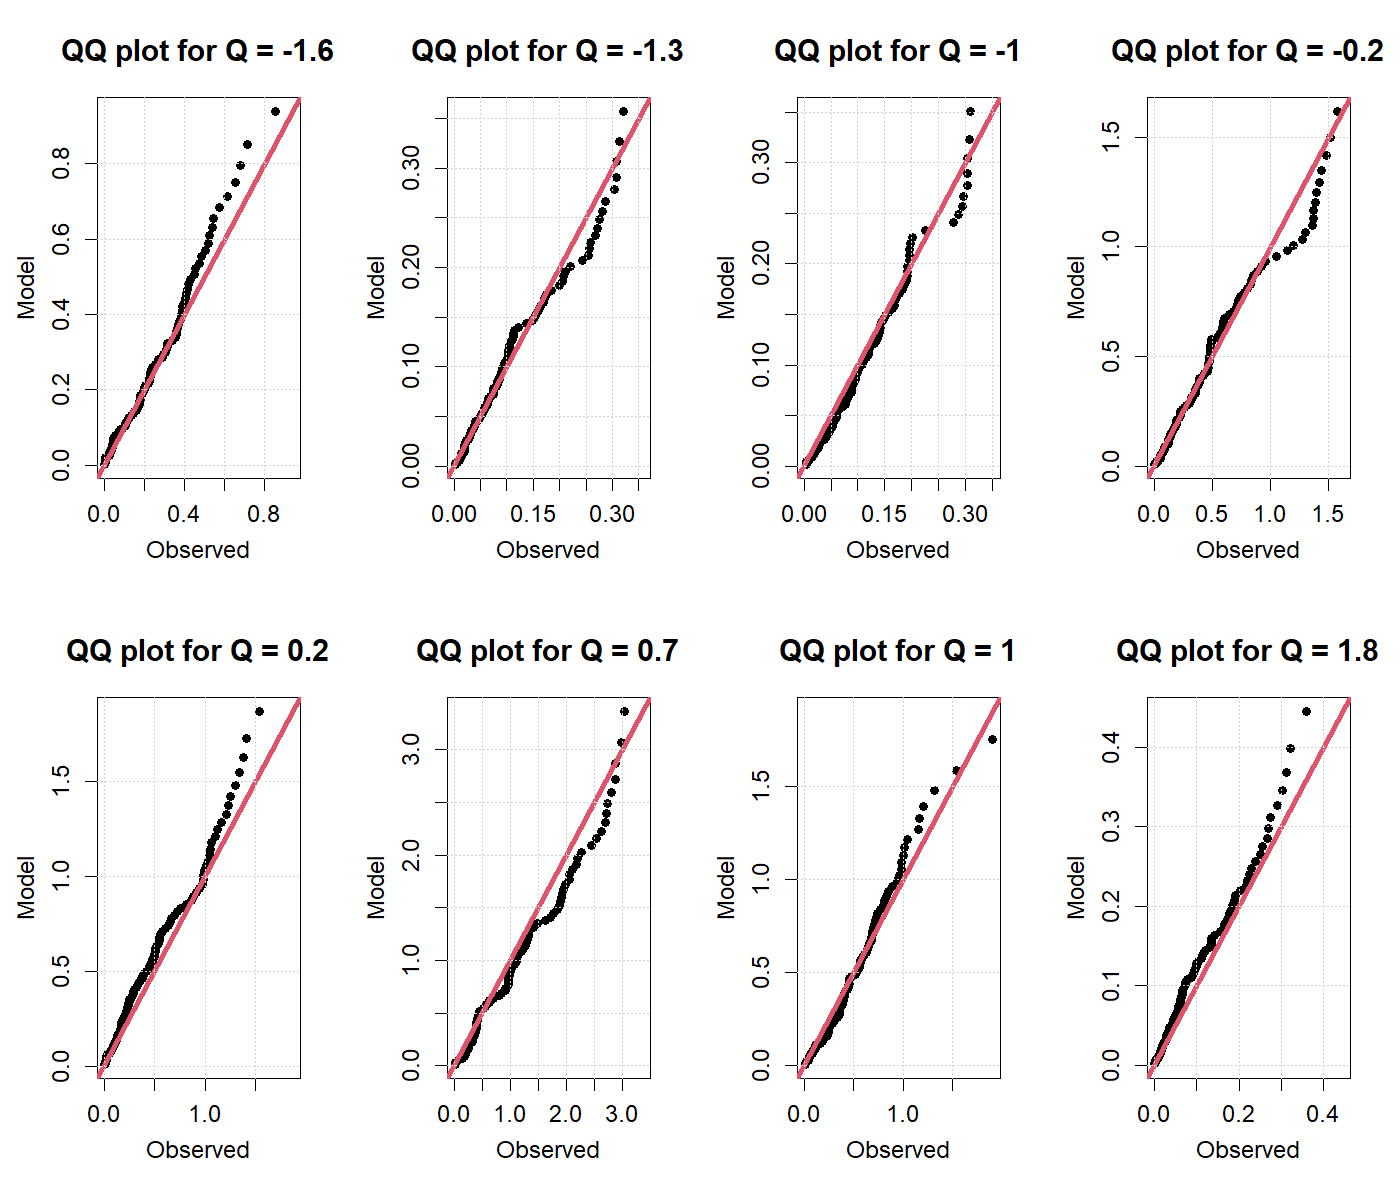 QQ plot for Q = -1.6
0.0 0.2 0.4 0.6 0.8
Model
0.0 0.4 0.8
Observed
QQ plot for Q = -1.3
0.00 0.10 0.20 0.30
Model
0.00 0.15 0.30
Observed
QQ plot for Q = -1
0.00 0.10 0.20 0.30
Model
0.00 0.15 0.30
Observed
QQ plot for Q = -0.2
0.0 0.5 1.0 1.5
Model
0.0 0.5 1.0 1.5
Observed
QQ plot for Q = 0.2
0.0 0.5 1.0 1.5
Model
0.0 1.0
Observed
QQ plot for Q = 0.7
0.0 1.0 2.0 3.0
Model
0.0 1.0 2.0 3.0
Observed
QQ plot for Q = 1
0.0 0.5 1.0 1.5
Model
0.0 1.0
Observed
QQ plot for Q = 1.8
0.0 0.1 0.2 0.3 0.4
Model
0.0 0.2 0.4
Observed